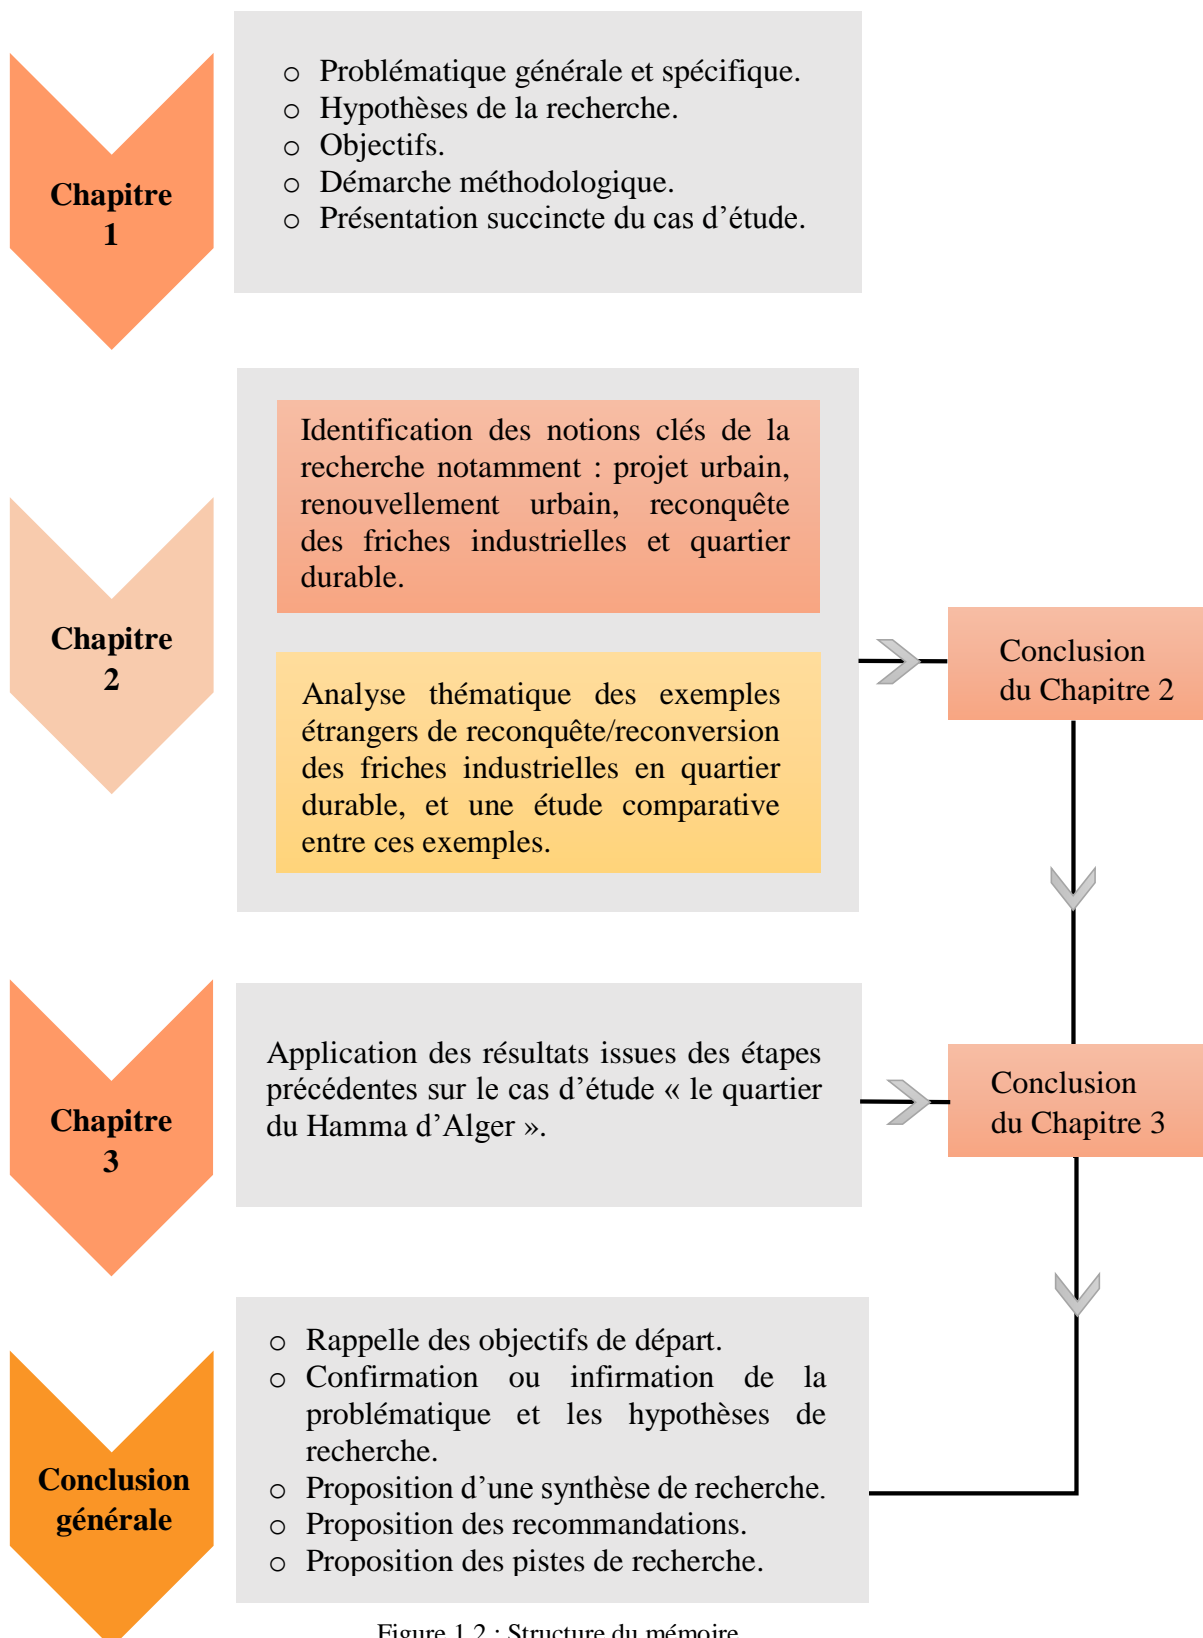 Chapitre
1
o Problématique générale et spécifique.
o Hypothèses de la recherche.
o Objectifs.
o Démarche méthodologique.
o Présentation succincte du cas d’étude.
Chapitre
2
Identification des notions clés de la
recherche notamment : projet urbain,
renouvellement urbain, reconquête
des friches industrielles et quartier
durable.
Analyse thématique des exemples
étrangers de reconquête/reconversion
des friches industrielles en quartier
durable, et une étude comparative
entre ces exemples.
Conclusion
du Chapitre 2
Chapitre
3
Application des résultats issues des étapes
précédentes sur le cas d’étude « le quartier
du Hamma d’Alger ».
Conclusion
du Chapitre 3
Conclusion
générale
o Rappelle des objectifs de départ.
o Confirmation ou infirmation de la
problématique et les hypothèses de
recherche.
o Proposition d’une synthèse de recherche.
o Proposition des recommandations.
o Proposition des pistes de recherche.
Figure 1.2 : Structure du mémoire